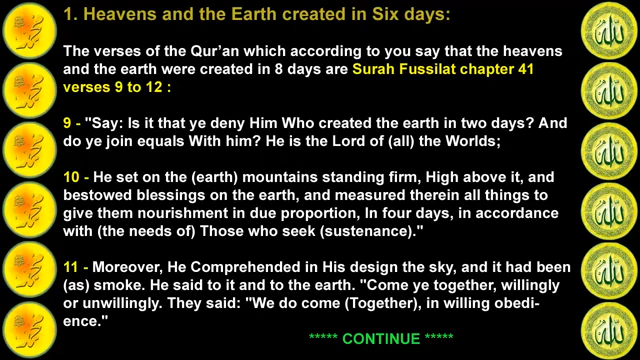 1. Heavens and the Earth created in Six days:
The verses of the Qur'an which according to you say that the heavens
and the earth were created in 8 days are Surah Fussilat chapter 41
verses 9 to 12 :
9 - "Say: Is it that ye deny Him Who created the earth in two days? And
do ye join equals With him? He is the Lord of (all) the Worlds;
10 - He set on the (earth) mountains standing firm, High above it, and
bestowed blessings on the earth, and measured therein all things to
give them nourishment in due proportion, In four days, in accordance
with (the needs of) Those who seek (sustenance)."
11 - Moreover, He Comprehended in His design the sky, and it had been
(as) smoke. He said to it and to the earth. "Come ye together, willingly
or unwillingly. They said: "We do come (Together), in willing obedi-
ence."
***** CONTINUE *****